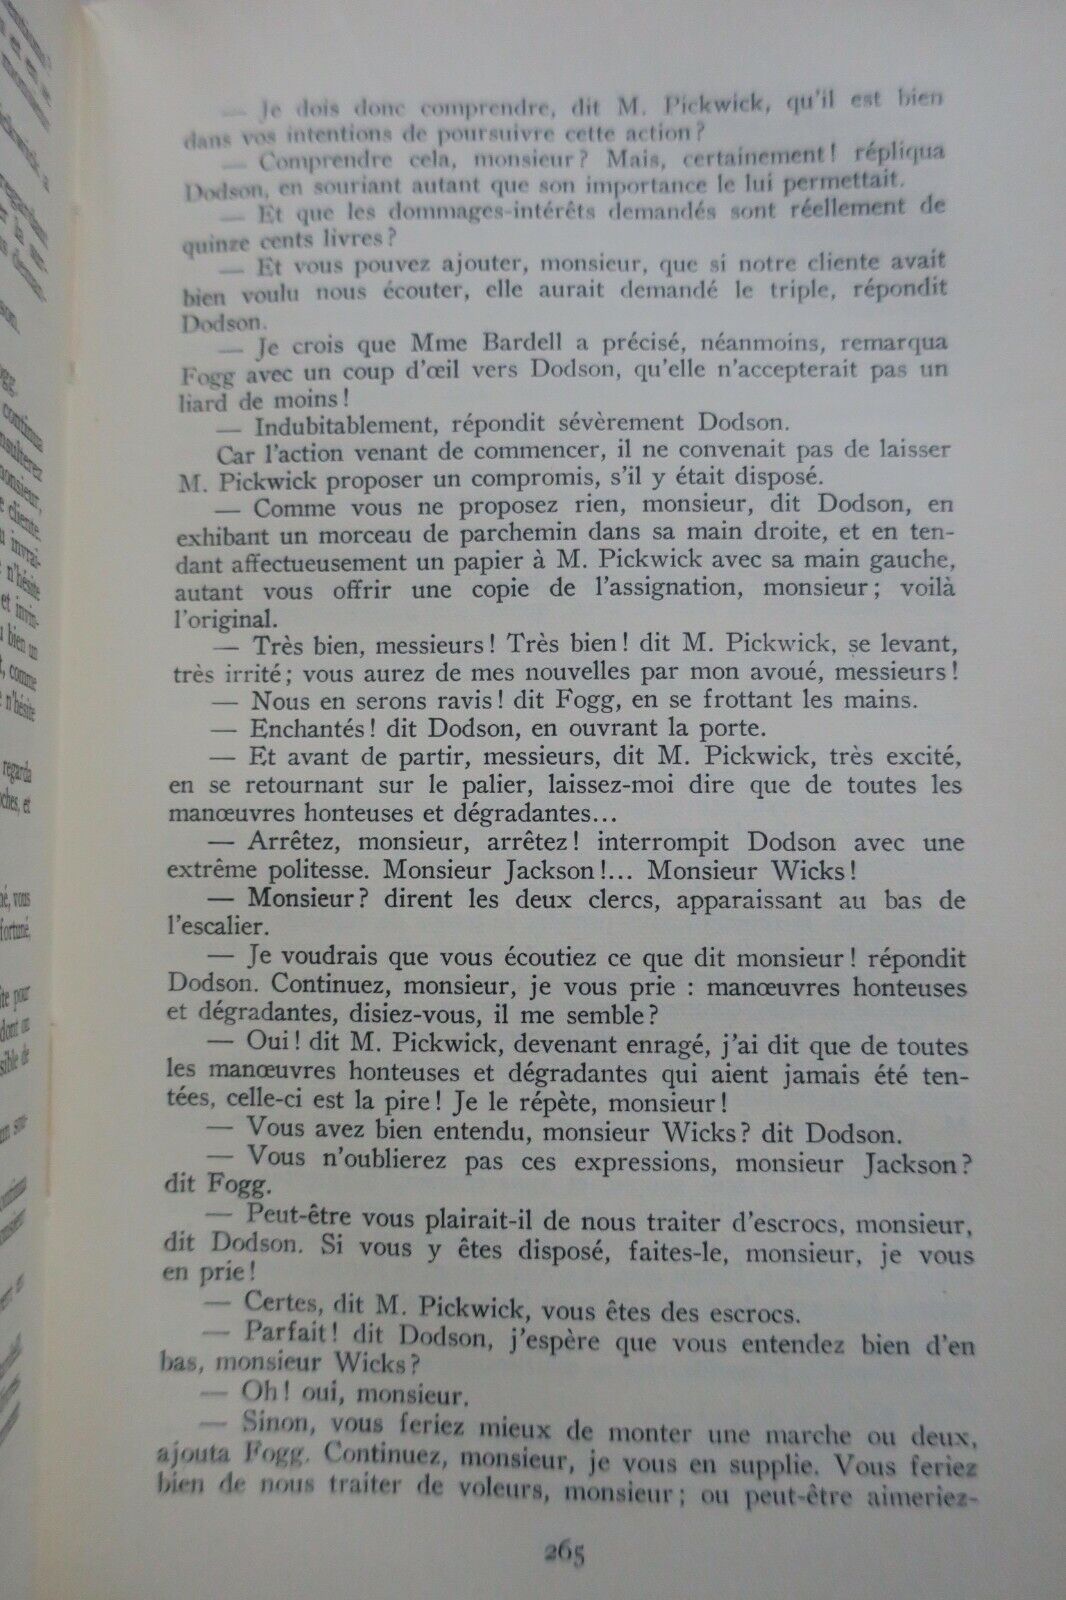 — Je dois donc comprendre, dit M. Pickwick, qu'il est bien
dans vos intentions de poursuivre cette action?
— Comprendre cela, monsieur? Mais, certainement! répliqua
Dodson, en souriant autant que son importance le lui permettait.
— Et que les dommages-intérêts demandés sont réellement de
quinze cents livres?
— Et vous pouvez ajouter, monsieur, que si notre cliente avait
bien voulu nous écouter, elle aurait demandé le triple, répondit
Dodson.
— Je crois que Mme Bardell a précisé, néanmoins, remarqua
Fogg avec un coup d'œil vers Dodson, qu'elle n'accepterait pas un
liard de moins!
— Indubitablement, répondit sévèrement Dodson.
Car l'action venant de commencer, il ne convenait pas de laisser
M. Pickwick proposer un compromis, s'il y était disposé.
— Comme vous ne proposez rien, monsieur, dit Dodson, en
exhibant un morceau de parchemin dans sa main droite, et en ten-
dant affectueusement un papier à M. Pickwick avec sa main gauche,
autant vous offrir une copie de l'assignation, monsieur; voilà
l'original.
— Très bien, messieurs! Très bien! dit M. Pickwick, se levant,
très irrité; vous aurez de mes nouvelles par mon avoué, messieurs!
— Nous en serons ravis! dit Fogg, en se frottant les mains.
— Enchantés! dit Dodson, en ouvrant la porte.
— Et avant de partir, messieurs, dit M. Pickwick, très excité,
en se retournant sur le palier, laissez-moi dire que de toutes les
manœuvres honteuses et dégradantes...
— Arrêtez, monsieur, arrêtez! interrompit Dodson avec une
extrême politesse. Monsieur Jackson!... Monsieur Wicks!
— Monsieur? dirent les deux clercs, apparaissant au bas de
l'escalier.
— Je voudrais que vous écoutiez ce que dit monsieur! répondit
Dodson. Continuez, monsieur, je vous prie : manœuvres honteuses
et dégradantes, disiez-vous, il me semble?
— Oui! dit M. Pickwick, devenant enragé, j'ai dit que de toutes
les manœuvres honteuses et dégradantes qui aient jamais été ten-
tées, celle-ci est la pire! Je le répète, monsieur!
— Vous avez bien entendu, monsieur Wicks? dit Dodson.
— Vous n'oublierez pas ces expressions, monsieur Jackson?
dit Fogg.
— Peut-être vous plairait-il de nous traiter d'escrocs, monsieur,
dit Dodson. Si vous y êtes disposé, faites-le, monsieur, je vous
en prie!
— Certes, dit M. Pickwick, vous êtes des escrocs.
— Parfait! dit Dodson, j'espère que vous entendez bien d'en
bas, monsieur Wicks?
— Oh! oui, monsieur.
— Sinon, vous feriez mieux de monter une marche ou deux,
ajouta Fogg. Continuez, monsieur, je vous en supplie. Vous feriez
bien de nous traiter de voleurs, monsieur; ou peut-être aimeriez-
265